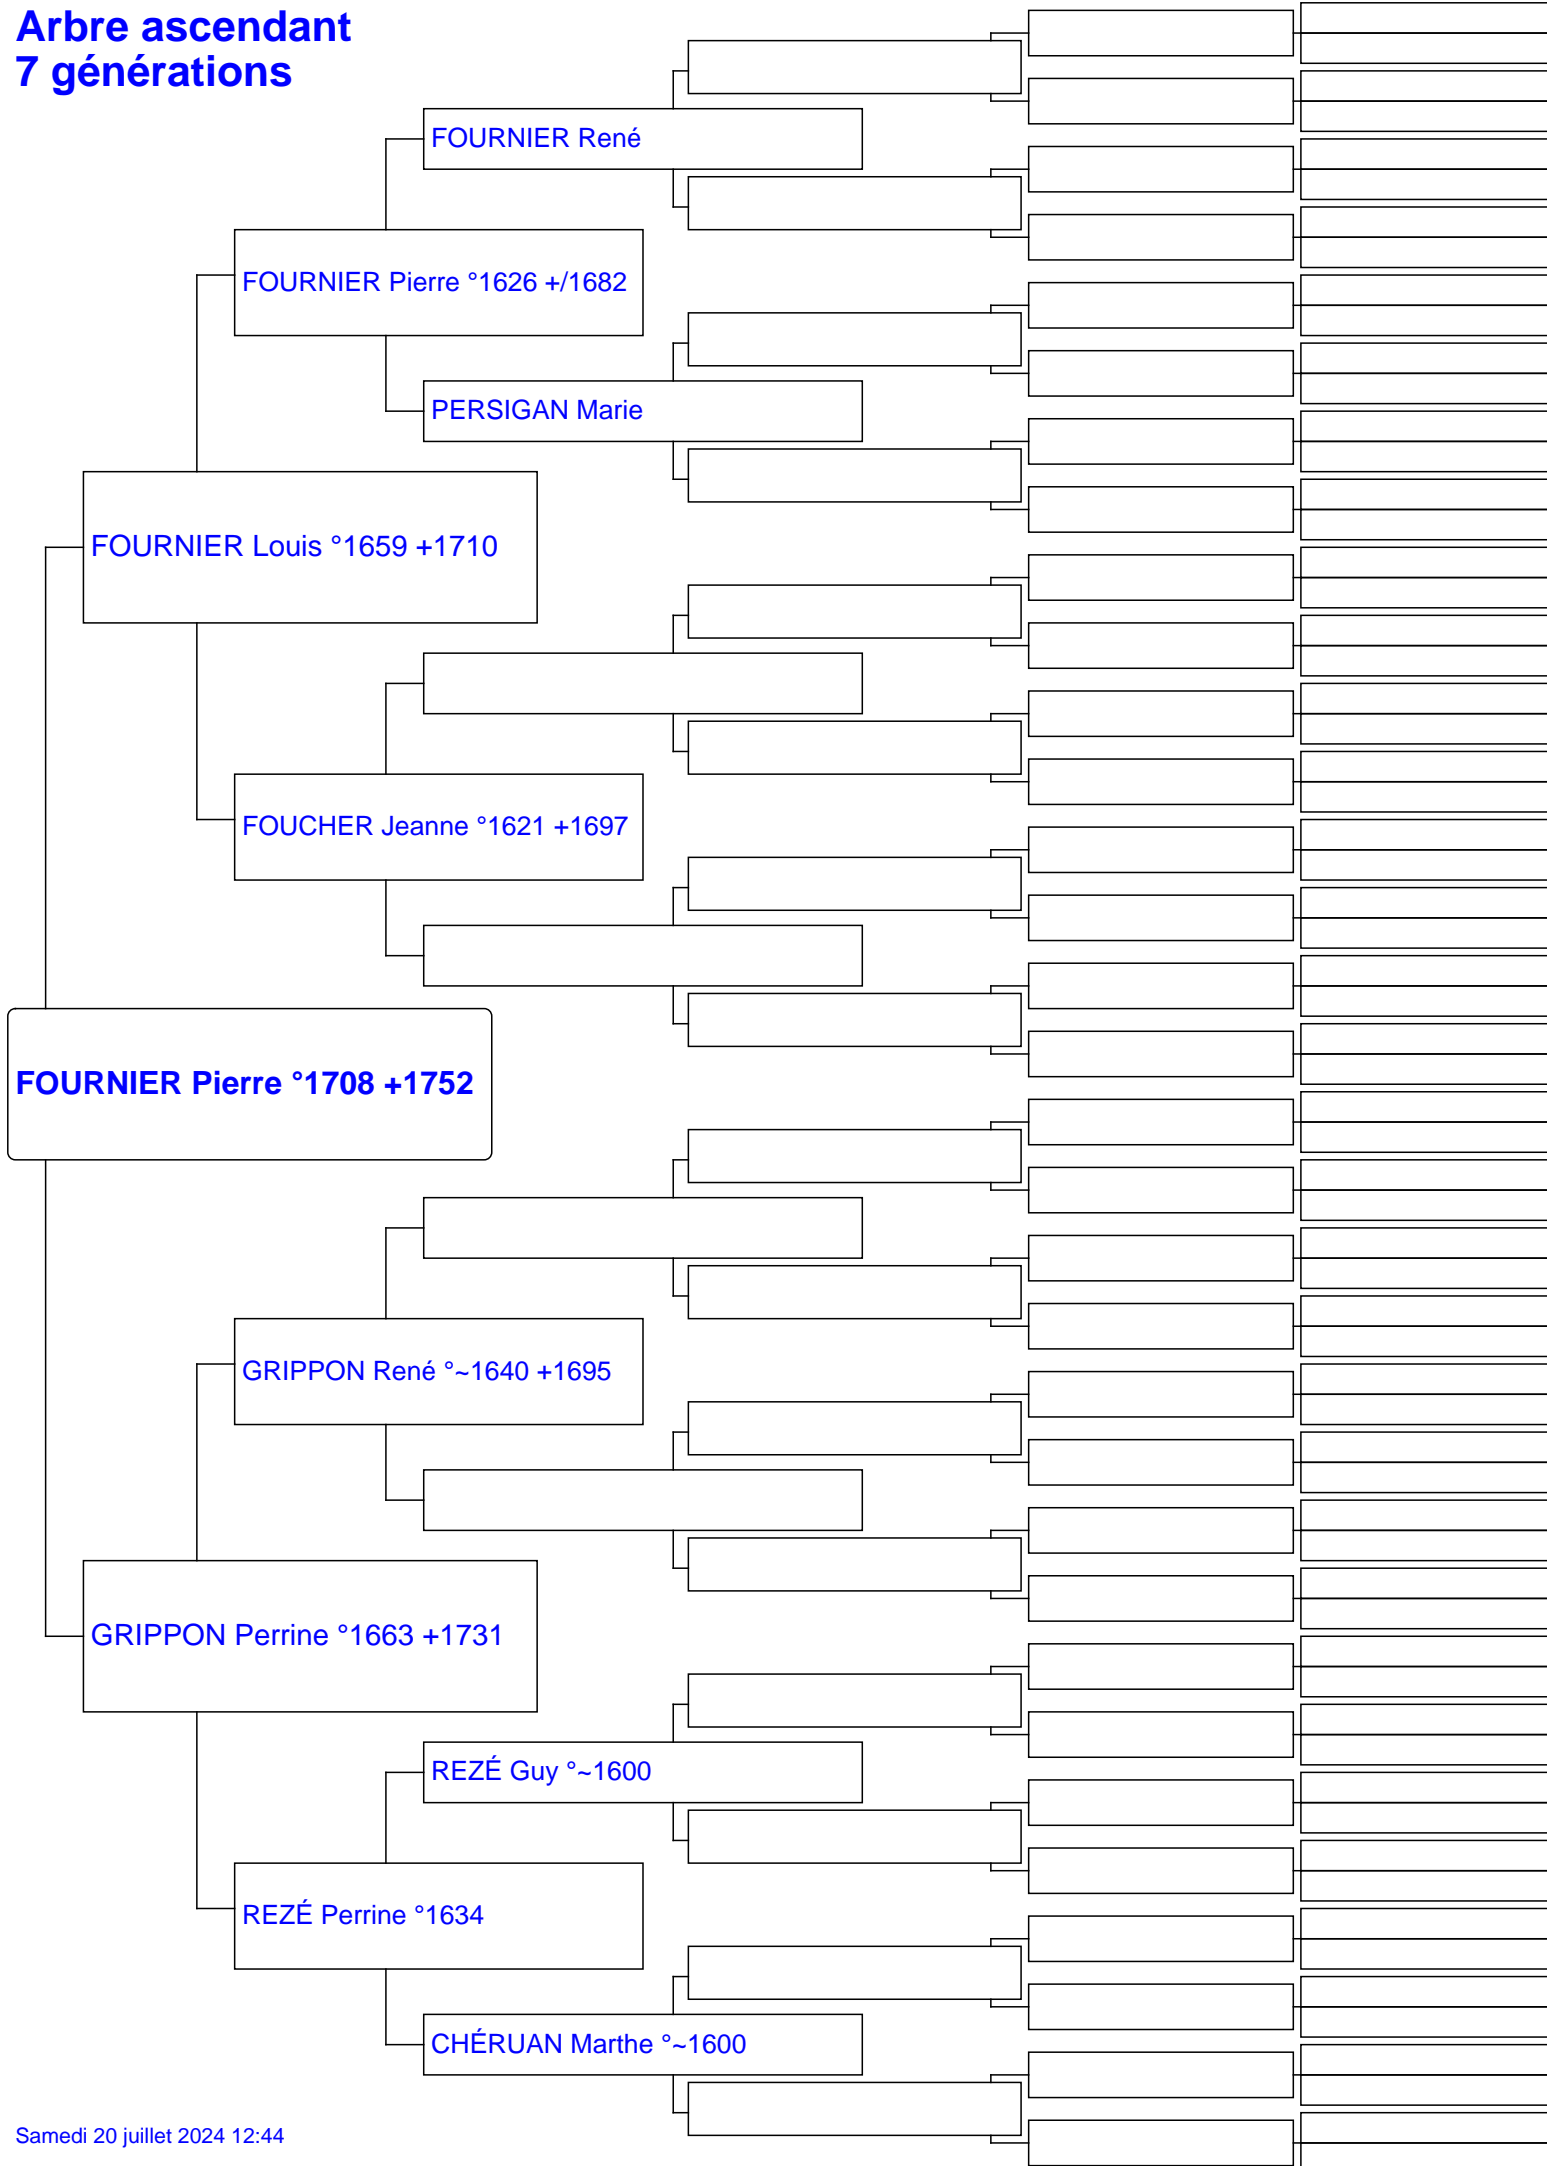 Arbre ascendant
7 générations
FOURNIER René
FOURNIER Pierre °1626 +/1682
PERSIGAN Marie
FOURNIER Louis °1659 +1710
FOUCHER Jeanne °1621 +1697
FOURNIER Pierre °1708 +1752
GRIPPON René °~1640 +1695
GRIPPON Perrine °1663 +1731
REZÉ Guy °~1600
REZÉ Perrine °1634
CHÉRUAN Marthe °~1600
Samedi 20 juillet 2024 12:44